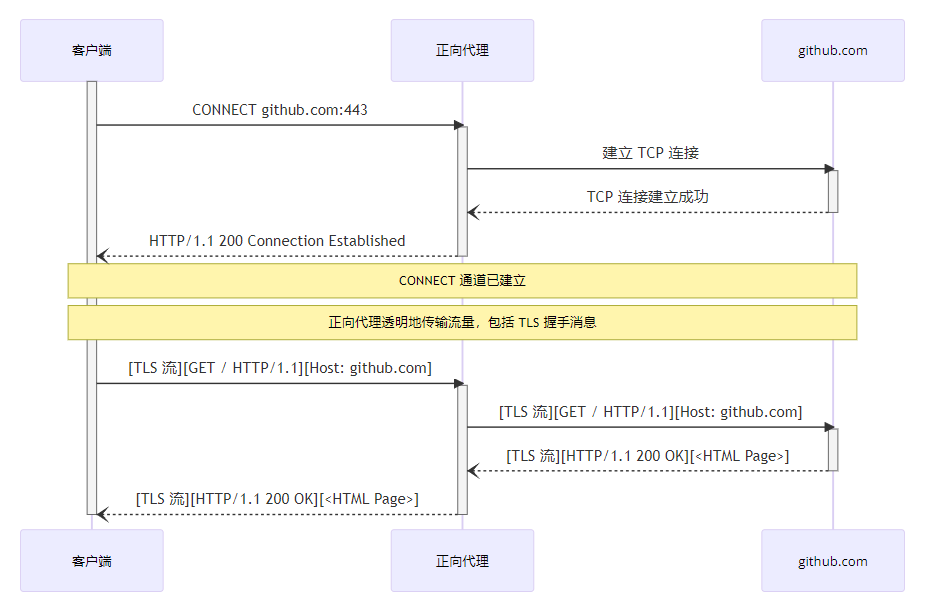 客户端
正向代理
github.com
CONNECT github.com:443
建立 TCP 连接
TCP 连接建立成功
HTTP/1.1 200 Connection Established
CONNECT 通道已建立
正向代理透明地传输流量，包括 TLS 握手消息
[TLS 流][GET / HTTP/1.1][Host: github.com]
[TLS 流][GET / HTTP/1.1][Host: github.com]
[TLS 流][HTTP/1.1 200 OK][<HTML Page>]
[TLS 流][HTTP/1.1 200 OK][<HTML Page>]
客户端
正向代理
github.com